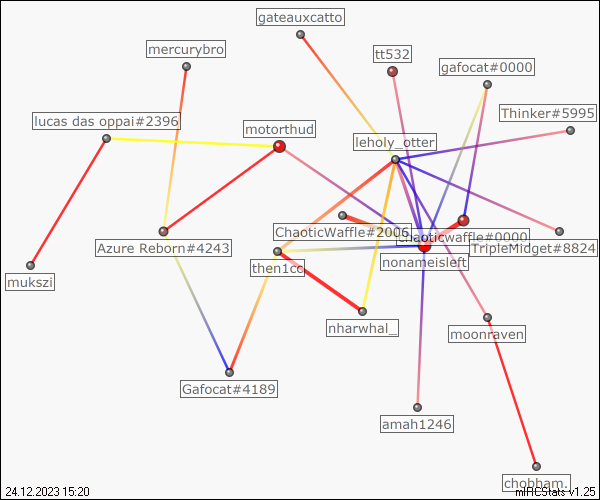 gateauxcatto
mercurybro
tt532
gafocat#0000
Thinker#5995
lucas das oppai#2396
motorthud
leholy_otter
ChaoticWaffle#2006
chaoticwaffle#0000
Azure Reborn#4243
TripleMidget#8824
then1cc
nonameisleft
mukszi
nharwhal_
moonraven
Gafocat#4189
amah1246
chobham.
24.12.2023 15:20
mIRCStats v1.25